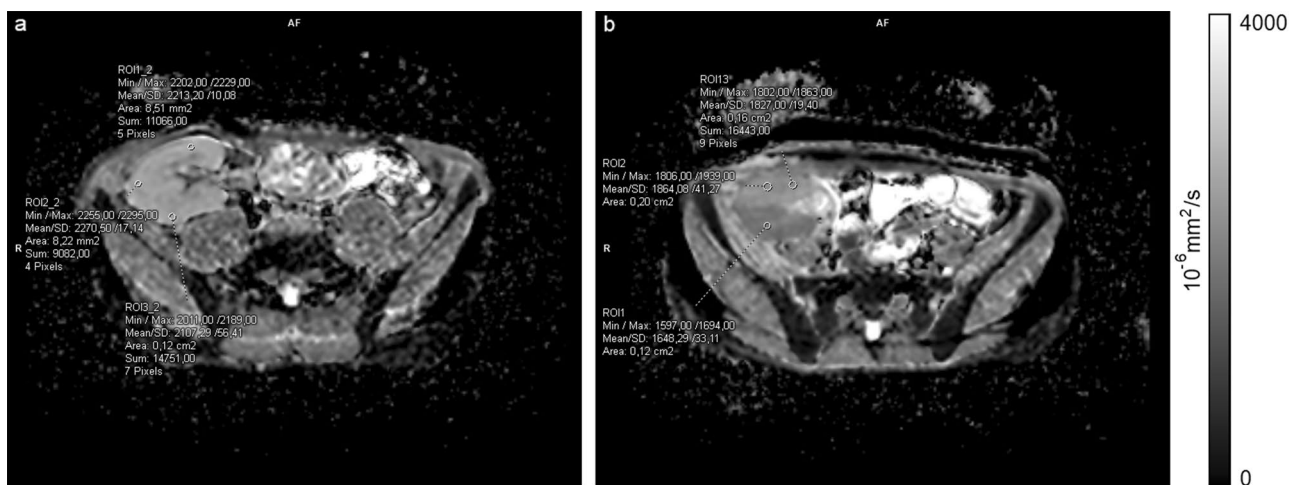 a
AF
ROI1_2
Min / Max: 2202,00 /2229,00
Mean/SD: 2213,20 /10,08
Area: 8,51 mm2
Sum: 11066,00
5 Pixels
ROI2_2
Min / Max: 2255,00 /2295,00
Mean/SD: 2270,50 /17,14
Area: 8,22 mm2
Sum: 9082,00
4 Pixels
R
ROI3_2
Min / Max: 2011,00 /2189,00
Mean/SD: 2107,29 /56,41
Area: 0,12 cm2
Sum: 14751,00
7 Pixels
b
AF
ROI13
Min / Max: 1802,00 /1863,00
Mean/SD: 1827,00 /19,40
Area: 0,16 cm2
Sum: 16443,00
9 Pixels
ROI2
Min / Max: 1806,00 /1939,00
Mean/SD: 1864,08 /41,27
Area: 0,20 cm2
R
ROI1
Min / Max: 1597,00 /1694,00
Mean/SD: 1648,29 /33,11
Area: 0,12 cm2
4000
10⁻⁶mm²/s
0